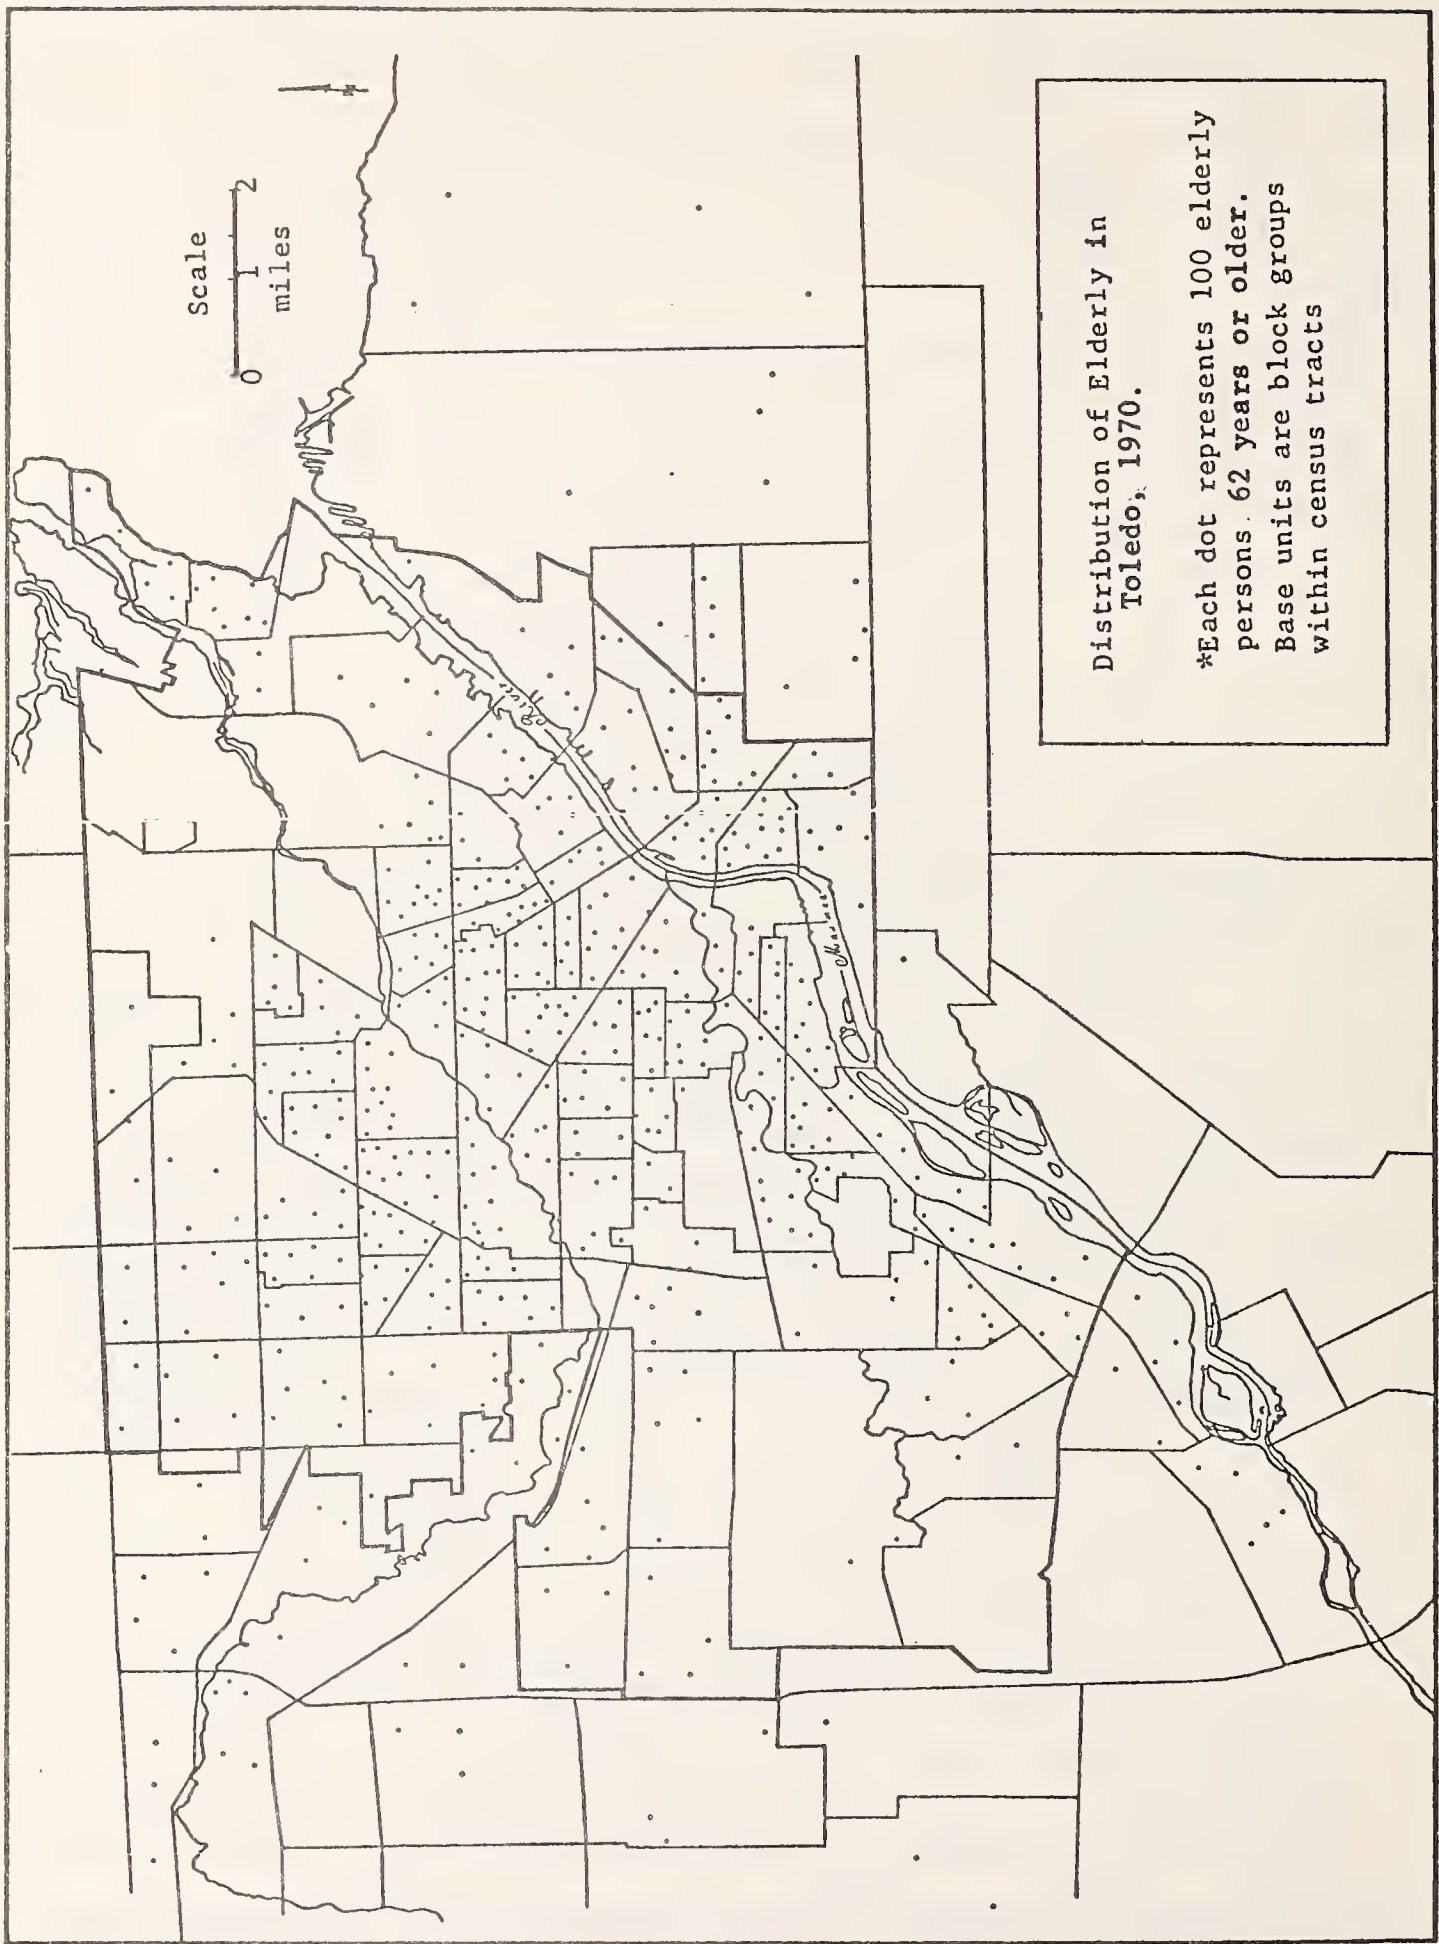 Scale
0 1 2
miles
River
Distribution of Elderly in
Toledo, 1970.
*Each dot represents 100 elderly
persons 62 years or older.
Base units are block groups
within census tracts